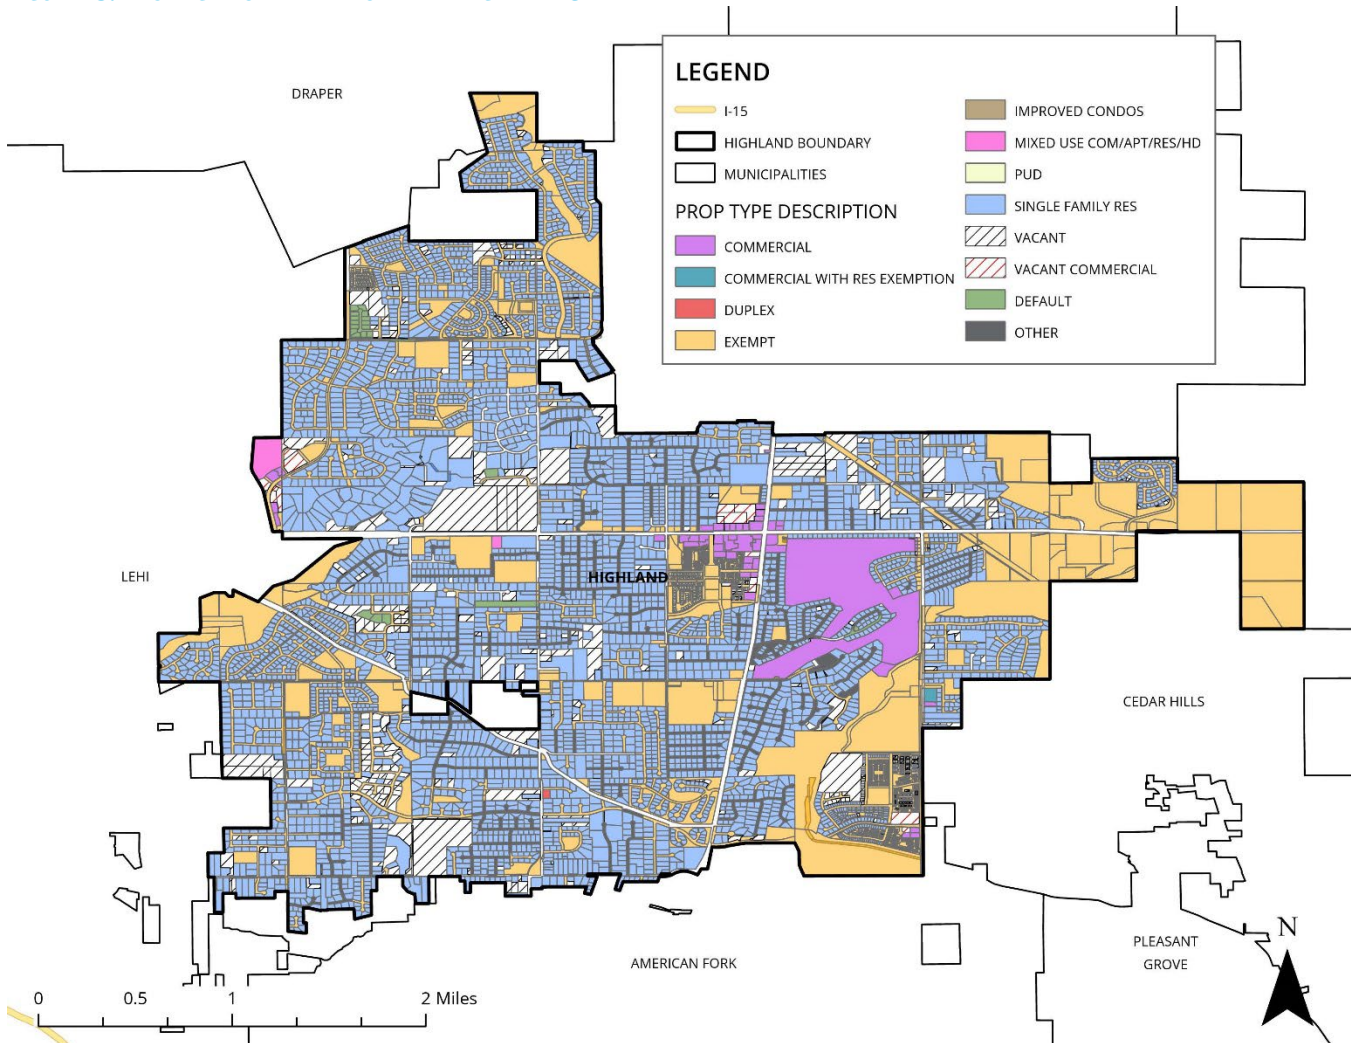 DRAPER
LEGEND
I-15
HIGHLAND BOUNDARY
MUNICIPALITIES
PROP TYPE DESCRIPTION
COMMERCIAL
COMMERCIAL WITH RES EXEMPTION
DUPLEX
EXEMPT
IMPROVED CONDOS
MIXED USE COM/APT/RES/HD
PUD
SINGLE FAMILY RES
VACANT
VACANT COMMERCIAL
DEFAULT
OTHER
LEHI
HIGHLAND
CEDAR HILLS
PLEASANT
GROVE
AMERICAN FORK
N
0 0.5 1 2 Miles